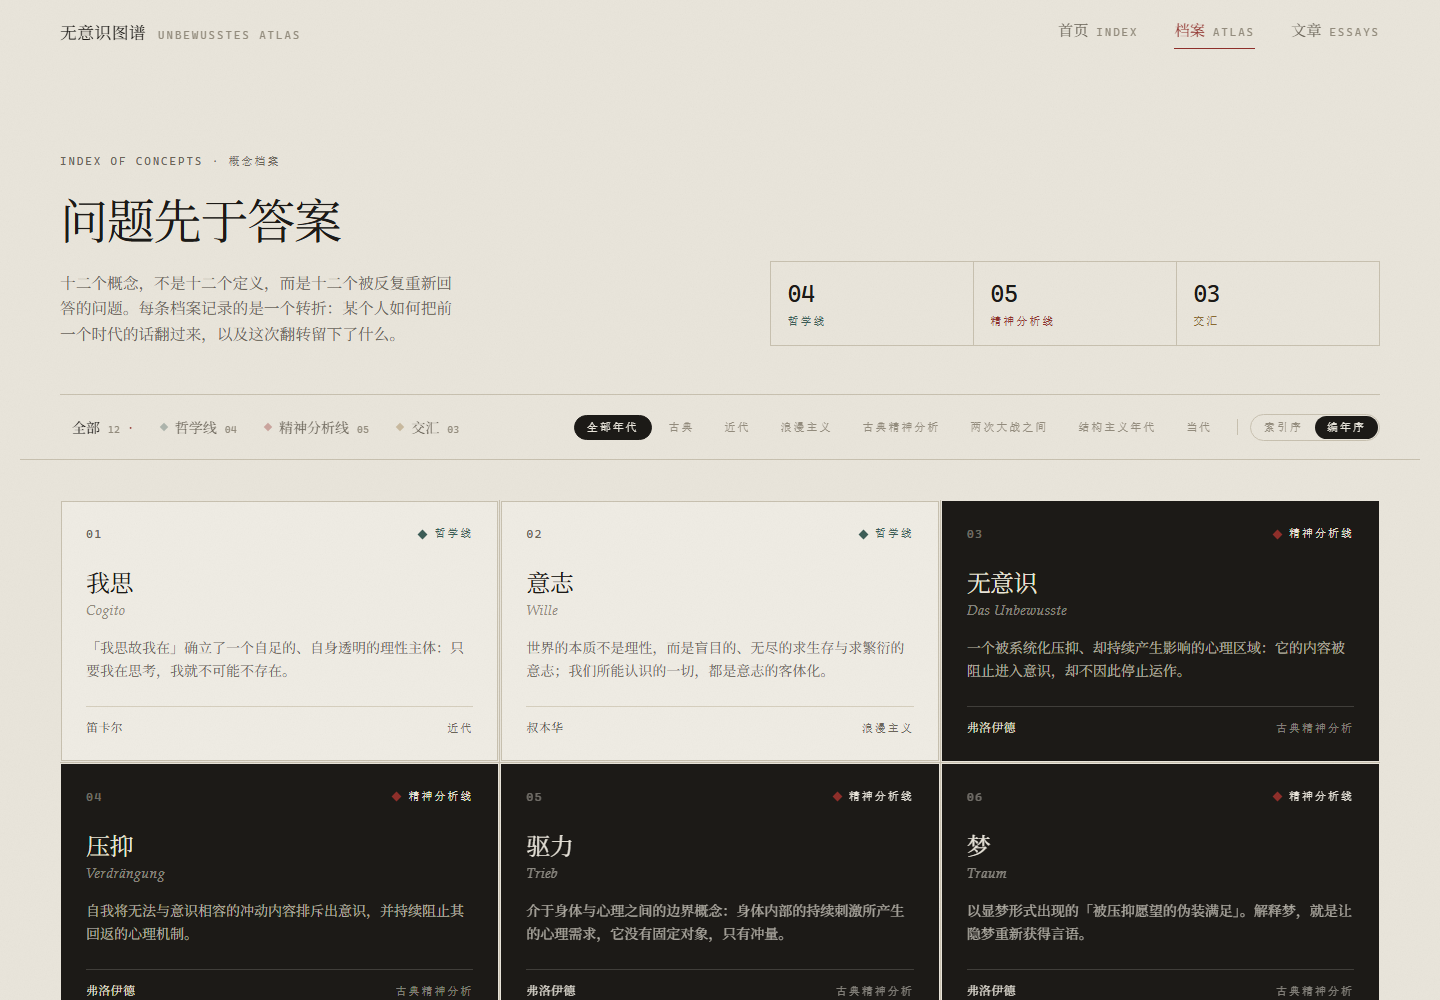 无意识图谱 UNBEWUSSTES ATLAS
首页 INDEX
档案 ATLAS
文章 ESSAYS
INDEX OF CONCEPTS · 概念档案
问题先于答案
十二个概念，不是十二个定义，而是十二个被反复重新回
答的问题。每条档案记录的是一个转折：某个人如何把前
一个时代的话翻过来，以及这次翻转留下了什么。
04
哲学线
05
精神分析线
03
交汇
全部 12 ·
哲学线 04
精神分析线 05
交汇 03
全部年代
古典
近代
浪漫主义
古典精神分析
两次大战之间
结构主义年代
当代
索引序
编年序
01
哲学线
我思
Cogito
「我思故我在」确立了一个自足的、自身透明的理性主体：只
要我在思考，我就不可能不存在。
笛卡尔
近代
02
哲学线
意志
Wille
世界的本质不是理性，而是盲目的、无尽的求生存与求繁衍的
意志；我们所能认识的一切，都是意志的客体化。
叔本华
浪漫主义
03
精神分析线
无意识
Das Unbewusste
一个被系统化压抑、却持续产生影响的心理区域：它的内容被
阻止进入意识，却不因此停止运作。
弗洛伊德
古典精神分析
04
精神分析线
压抑
Verdrängung
自我将无法与意识相容的冲动内容排斥出意识，并持续阻止其
回返的心理机制。
弗洛伊德
古典精神分析
05
精神分析线
驱力
Trieb
介于身体与心理之间的边界概念：身体内部的持续刺激所产生
的心理需求，它没有固定对象，只有冲量。
弗洛伊德
古典精神分析
06
精神分析线
梦
Traum
以显梦形式出现的「被压抑愿望的伪装满足」。解释梦，就是让
隐梦重新获得言语。
弗洛伊德
古典精神分析